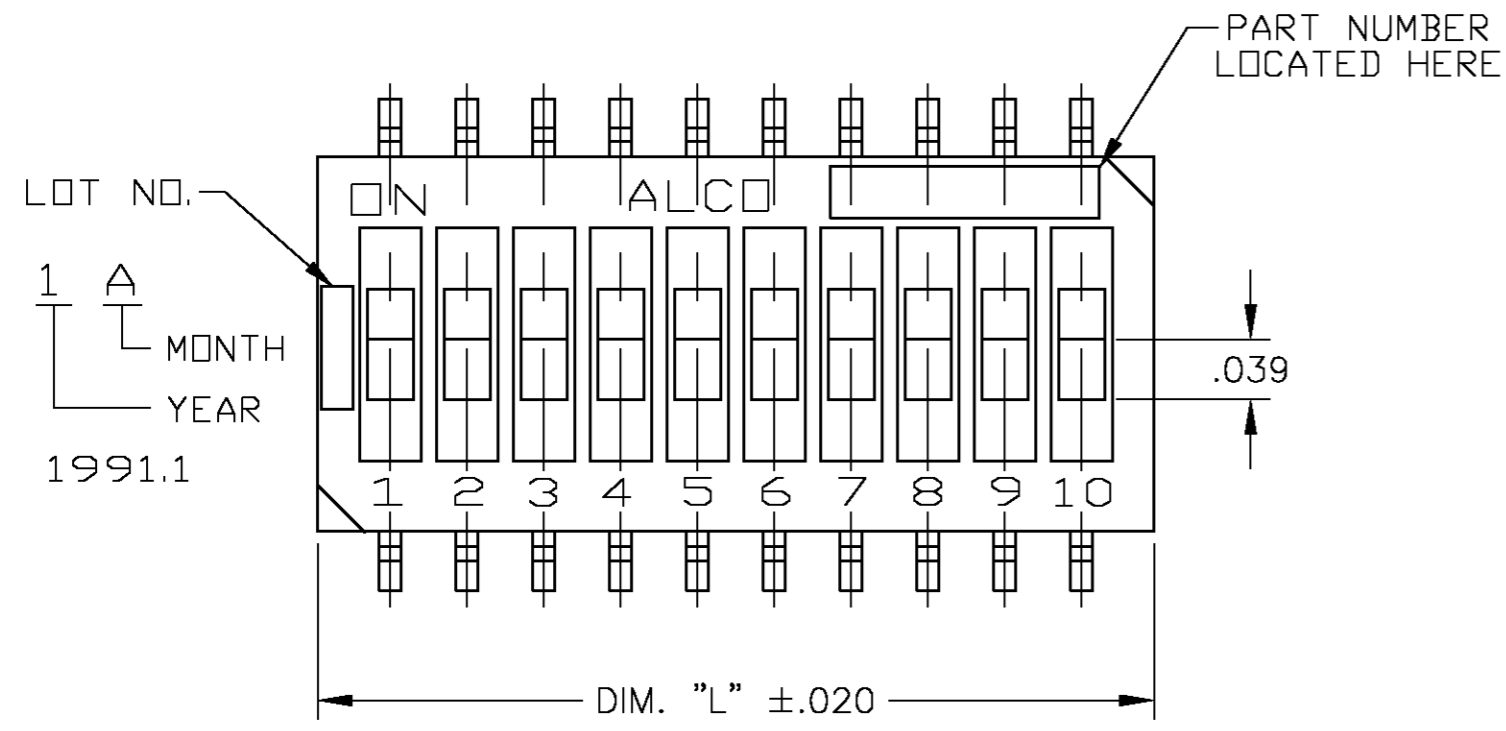 PART NUMBER
LOCATED HERE
LOT NO.
ON ALCO
1 A
MONTH
YEAR
1991.1
.039
1 2 3 4 5 6 7 8 9 10
DIM. "L" ±.020